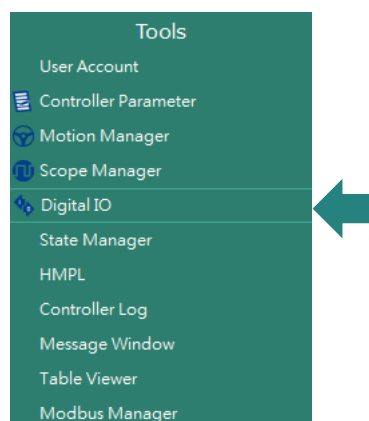 Tools
User Account
Controller Parameter
Motion Manager
Scope Manager
Digital IO
State Manager
HMPL
Controller Log
Message Window
Table Viewer
Modbus Manager